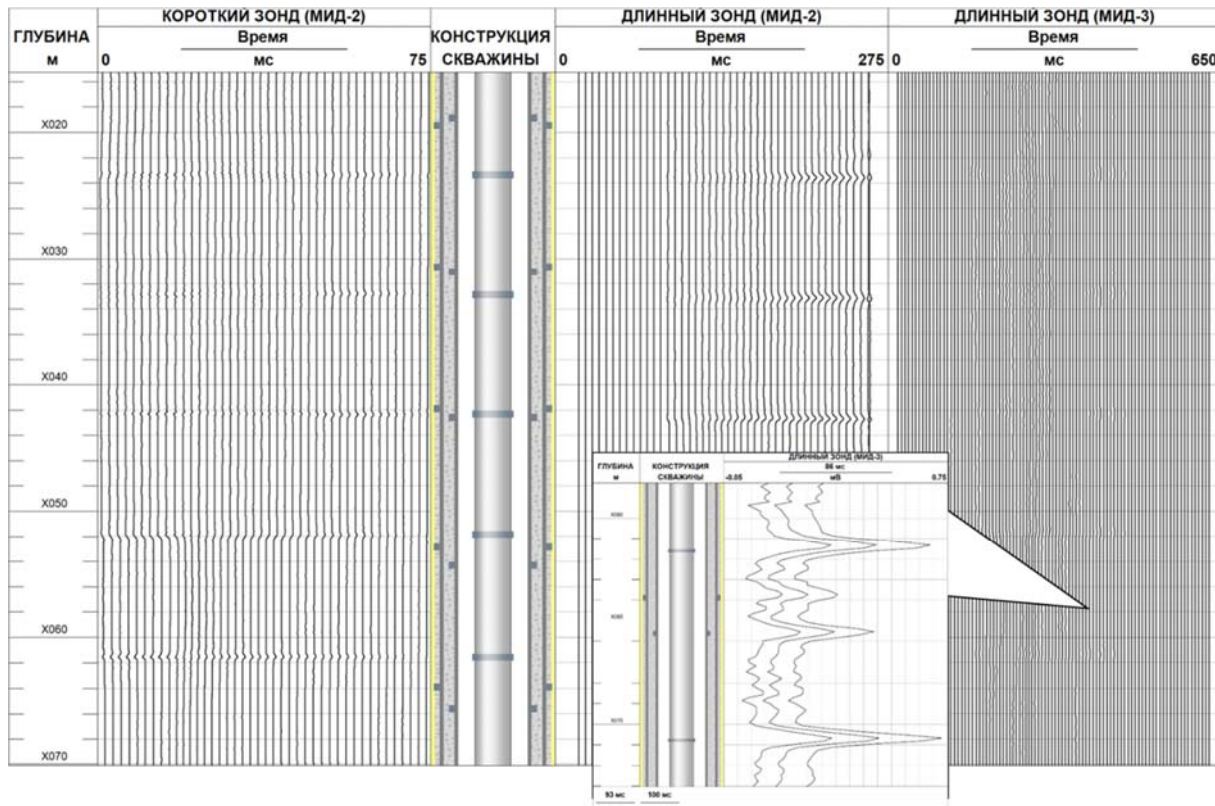 КОРОТКИЙ ЗОНД (МИД-2)
ДЛИННЫЙ ЗОНД (МИД-2)
ДЛИННЫЙ ЗОНД (МИД-3)
ГЛУБИНА
м
Время
0 мс 75
КОНСТРУКЦИЯ
СКВАЖИНЫ
Время
0 мс 275
Время
0 мс 650
X020
X030
X040
X050
X060
X070
ГЛУБИНА
м
КОНСТРУКЦИЯ
СКВАЖИНЫ
ДЛИННЫЙ ЗОНД (МИД-3)
86 мс
-0.05 мВ 0.75
93 мс 100 мс